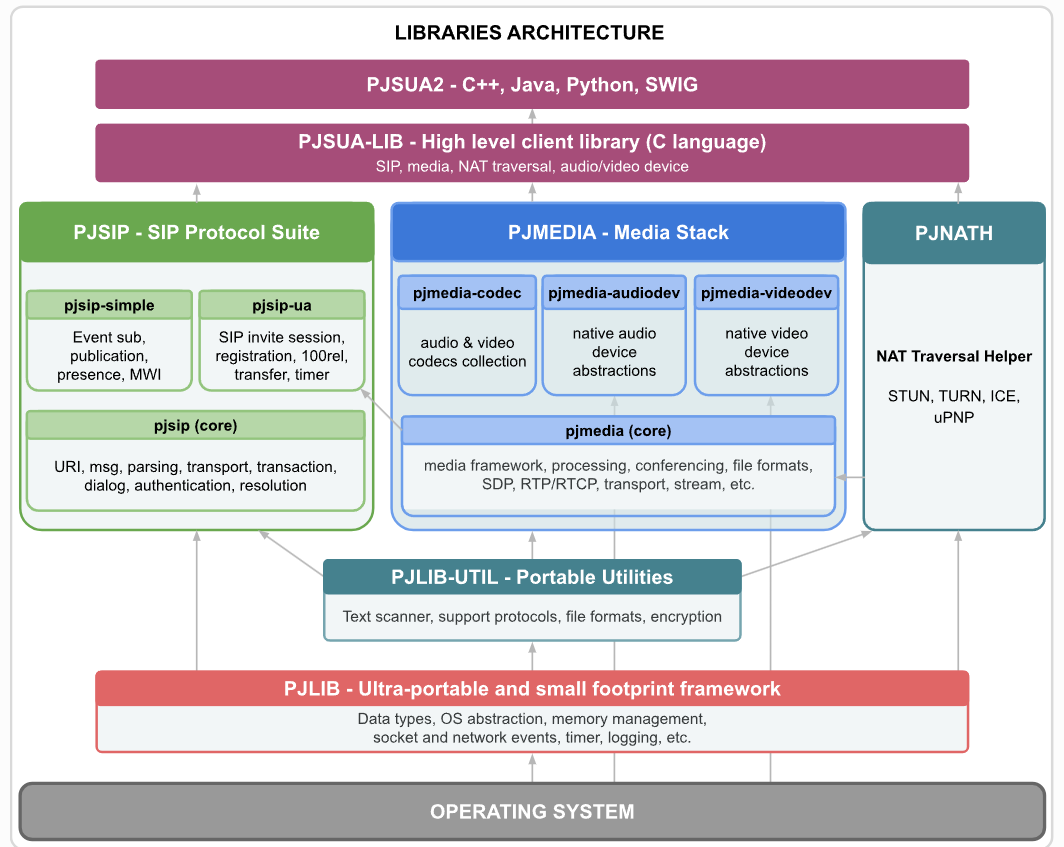 LIBRARIES ARCHITECTURE
PJSUA2 - C++, Java, Python, SWIG
PJSUA-LIB - High level client library (C language)
SIP, media, NAT traversal, audio/video device
PJSIP - SIP Protocol Suite
pjsip-simple
Event sub,
publication,
presence, MWI
pjsip-ua
SIP invite session,
registration, 100rel,
transfer, timer
pjsip (core)
URI, msg, parsing, transport, transaction,
dialog, authentication, resolution
PJMEDIA - Media Stack
pjmedia-codec
audio & video
codecs collection
pjmedia-audiodev
native audio
device
abstractions
pjmedia-videodev
native video
device
abstractions
pjmedia (core)
media framework, processing, conferencing, file formats,
SDP, RTP/RTCP, transport, stream, etc.
PJNATH
NAT Traversal Helper
STUN, TURN, ICE,
uPNP
PJLIB-UTIL - Portable Utilities
Text scanner, support protocols, file formats, encryption
PJLIB - Ultra-portable and small footprint framework
Data types, OS abstraction, memory management,
socket and network events, timer, logging, etc.
OPERATING SYSTEM